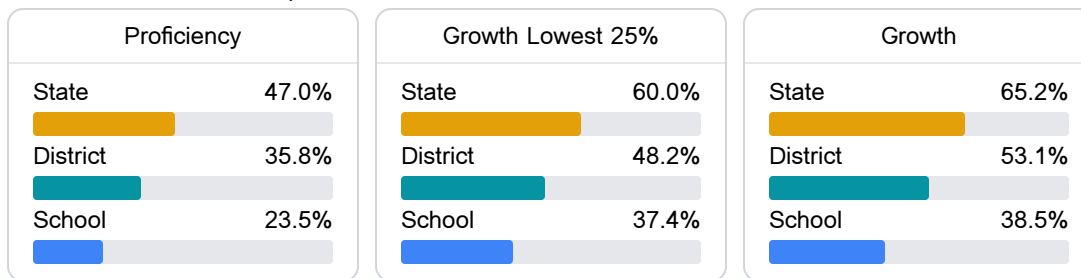 Proficiency
State 47.0%
District 35.8%
School 23.5%
Growth Lowest 25%
State 60.0%
District 48.2%
School 37.4%
Growth
State 65.2%
District 53.1%
School 38.5%